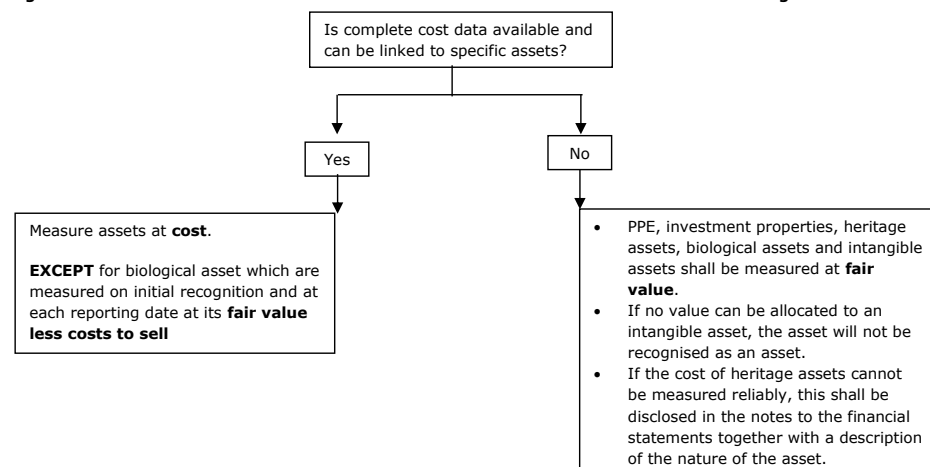 Is complete cost data available and
can be linked to specific assets?
Yes
No
Measure assets at cost.
EXCEPT for biological asset which are
measured on initial recognition and at
each reporting date at its fair value
less costs to sell
• PPE, investment properties, heritage
assets, biological assets and intangible
assets shall be measured at fair
value.
• If no value can be allocated to an
intangible asset, the asset will not be
recognised as an asset.
• If the cost of heritage assets cannot
be measured reliably, this shall be
disclosed in the notes to the financial
statements together with a description
of the nature of the asset.